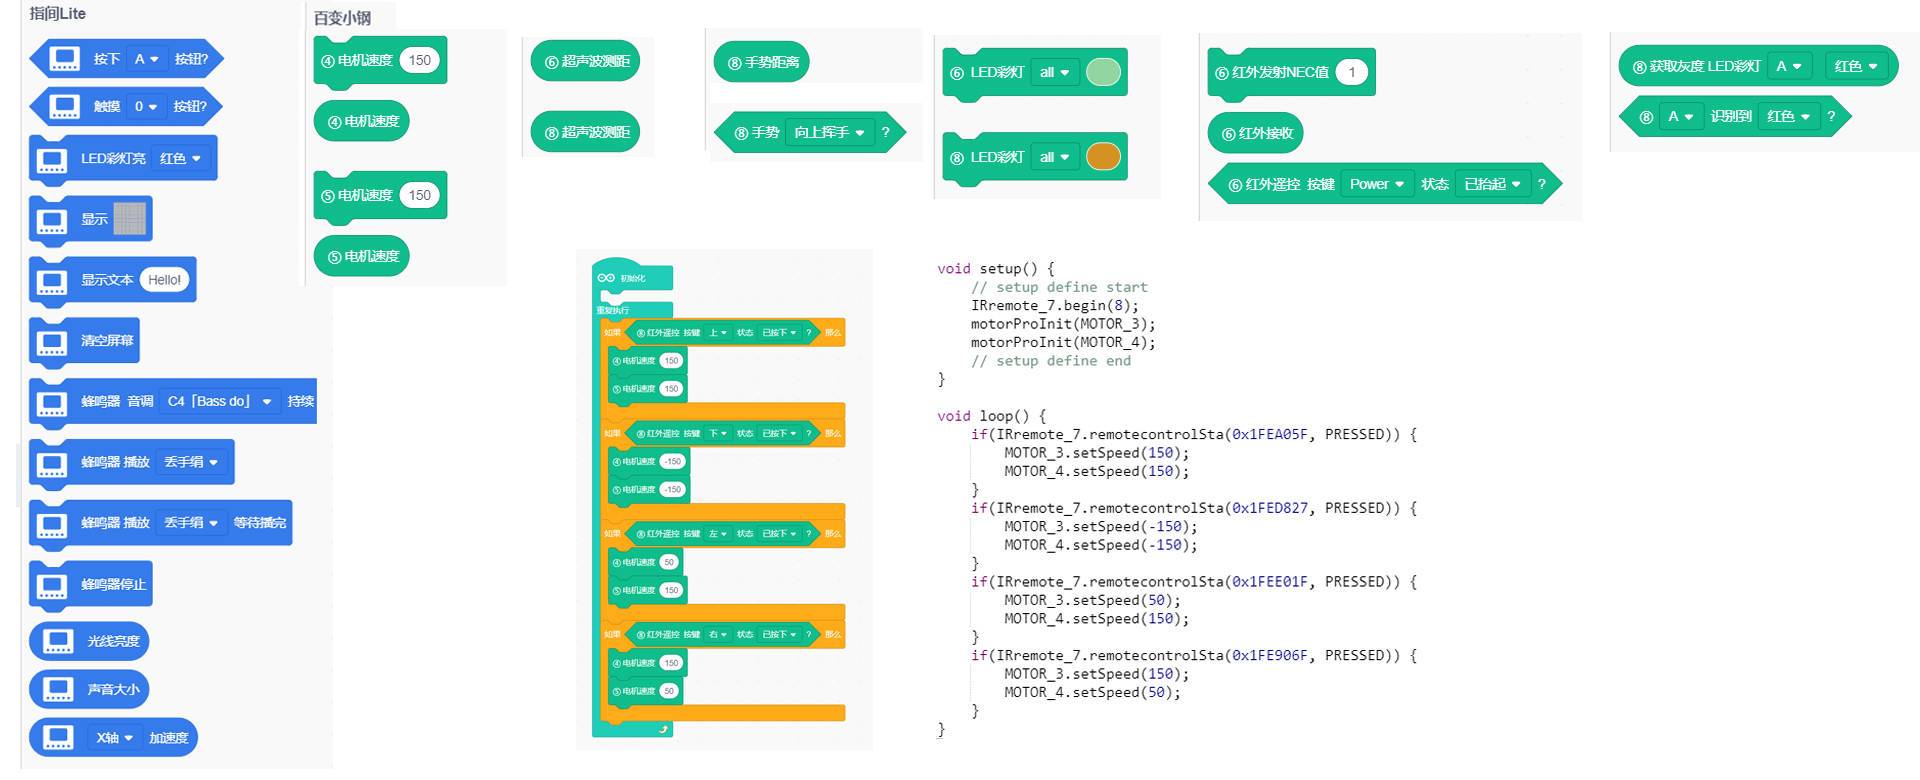 指间Lite
按下 A 按钮?
触摸 0 按钮?
LED彩灯亮 红色
显示
显示文本 Hello!
清空屏幕
蜂鸣器 音调 C4「Bass do」 持续
蜂鸣器 播放 丢手绢
蜂鸣器 播放 丢手绢 等待播完
蜂鸣器停止
光线亮度
声音大小
X轴 加速度
百变小钢
④ 电机速度 150
④ 电机速度
⑤ 电机速度 150
⑤ 电机速度
⑥ 超声波测距
⑧ 超声波测距
⑧ 手势距离
⑧ 手势 向上挥手 ?
⑥ LED彩灯 all
⑧ LED彩灯 all
⑥ 红外发射NEC值 1
⑥ 红外接收
⑥ 红外遥控 按键 Power 状态 已抬起 ?
⑧ 获取灰度 LED彩灯 A 红色
⑧ A 识别到 红色 ?
初始化
重复执行
如果 ⑧ 红外遥控 按键 上 状态 已按下 ? 那么
④ 电机速度 150
⑤ 电机速度 150
如果 ⑧ 红外遥控 按键 下 状态 已按下 ? 那么
④ 电机速度 -150
⑤ 电机速度 -150
如果 ⑧ 红外遥控 按键 左 状态 已按下 ? 那么
④ 电机速度 50
⑤ 电机速度 150
如果 ⑧ 红外遥控 按键 右 状态 已按下 ? 那么
④ 电机速度 150
⑤ 电机速度 50
void setup() {
// setup define start
IRremote_7.begin(8);
motorProInit(MOTOR_3);
motorProInit(MOTOR_4);
// setup define end
}
void loop() {
if(IRremote_7.remotecontrolSta(0x1FEA05F, PRESSED)) {
MOTOR_3.setSpeed(150);
MOTOR_4.setSpeed(150);
}
if(IRremote_7.remotecontrolSta(0x1FED827, PRESSED)) {
MOTOR_3.setSpeed(-150);
MOTOR_4.setSpeed(-150);
}
if(IRremote_7.remotecontrolSta(0x1FEE01F, PRESSED)) {
MOTOR_3.setSpeed(50);
MOTOR_4.setSpeed(150);
}
if(IRremote_7.remotecontrolSta(0x1FE906F, PRESSED)) {
MOTOR_3.setSpeed(150);
MOTOR_4.setSpeed(50);
}
}